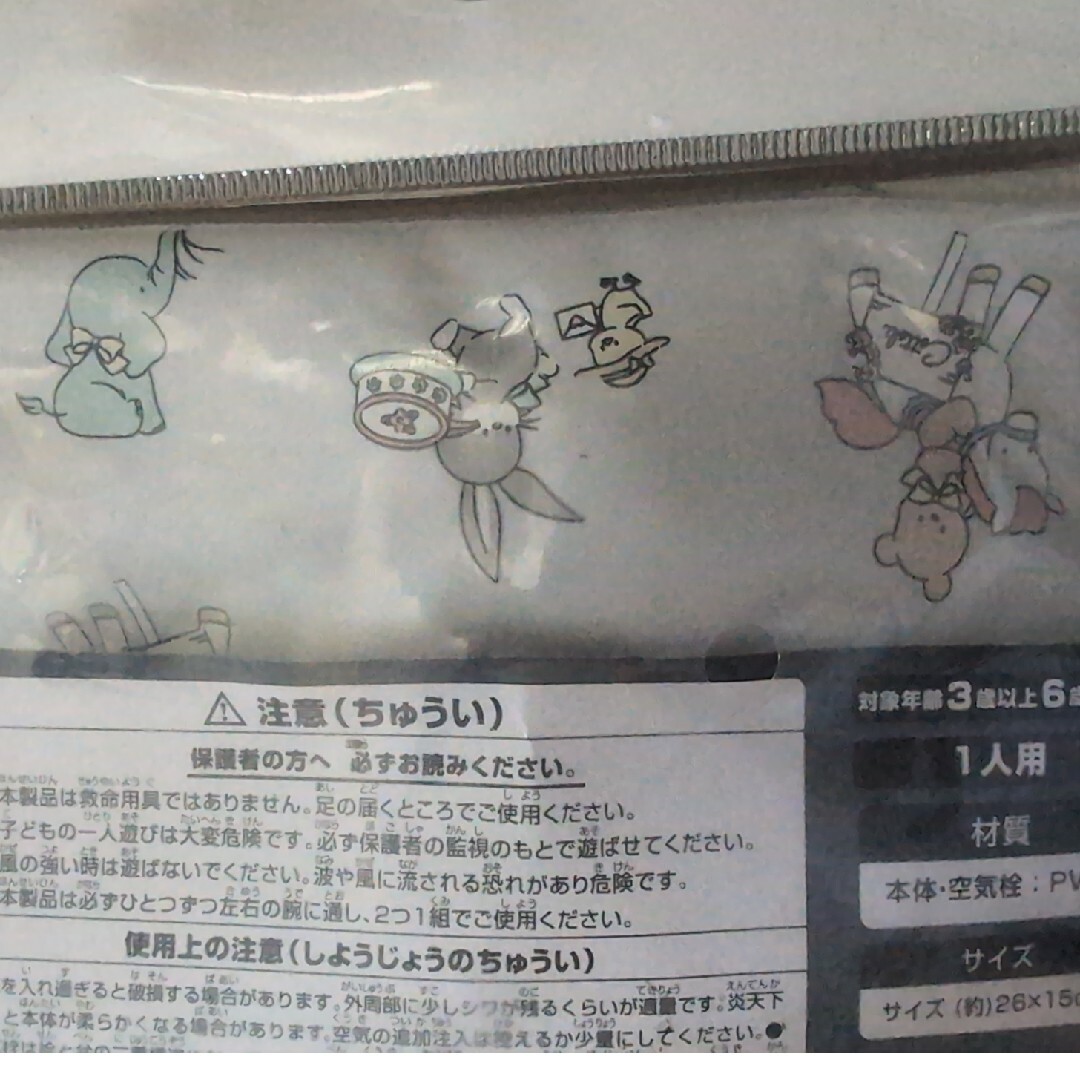 ⚠ 注意(ちゅうい)
保護者の方へ 必ずお読みください。
本製品は救命用具ではありません。足の届くところでご使用ください。
子どもの一人遊びは大変危険です。必ず保護者の監視のもとで遊ばせてください。
風の強い時は遊ばないでください。波や風に流される恐れがあり危険です。
本製品は必ずひとつずつ左右の腕に通し、2つ1組でご使用ください。
使用上の注意(しようじょうのちゅうい)
を入れ過ぎると破損する場合があります。外周部に少しシワが残るくらいが適量です。炎天下
と本体が柔らかくなる場合があります。空気の追加注入は控えるか少量にしてください。●
対象年齢3歳以上6歳
1人用
材質
本体・空気栓:PV
サイズ
サイズ (約)26×15c